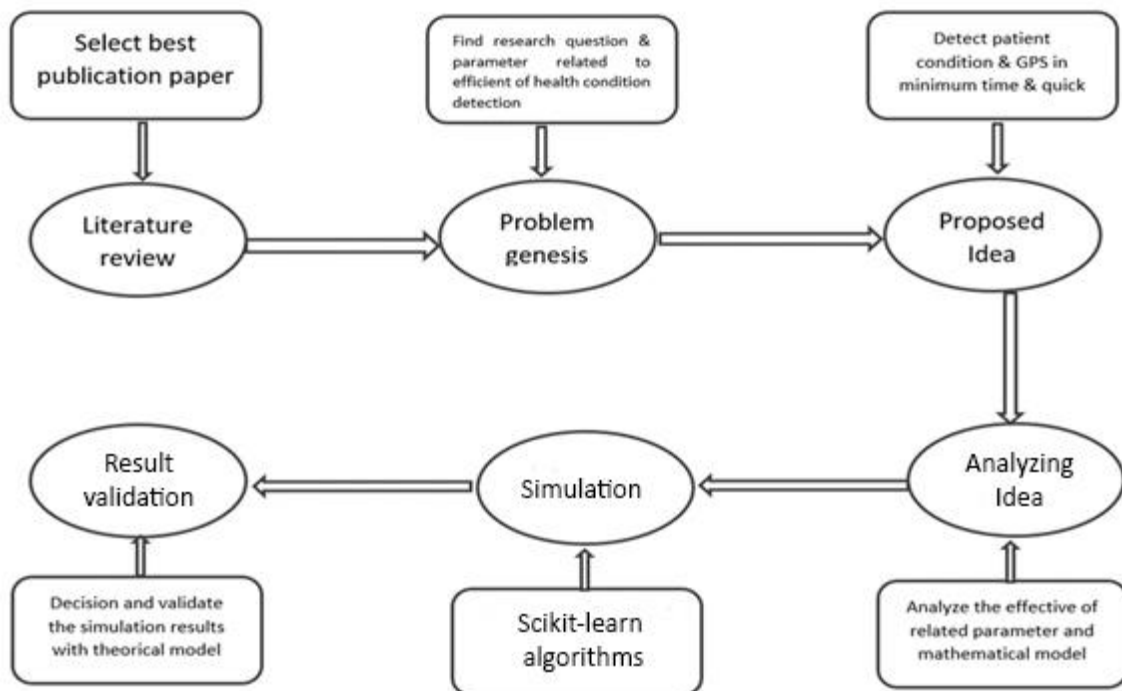 Select best
publication paper
Find research question &
parameter related to
efficient of health condition
detection
Detect patient
condition & GPS in
minimum time & quick
Literature
review
Problem
genesis
Proposed
Idea
Result
validation
Simulation
Analyzing
Idea
Decision and validate
the simulation results
with theorical model
Scikit-learn
algorithms
Analyze the effective of
related parameter and
mathematical model